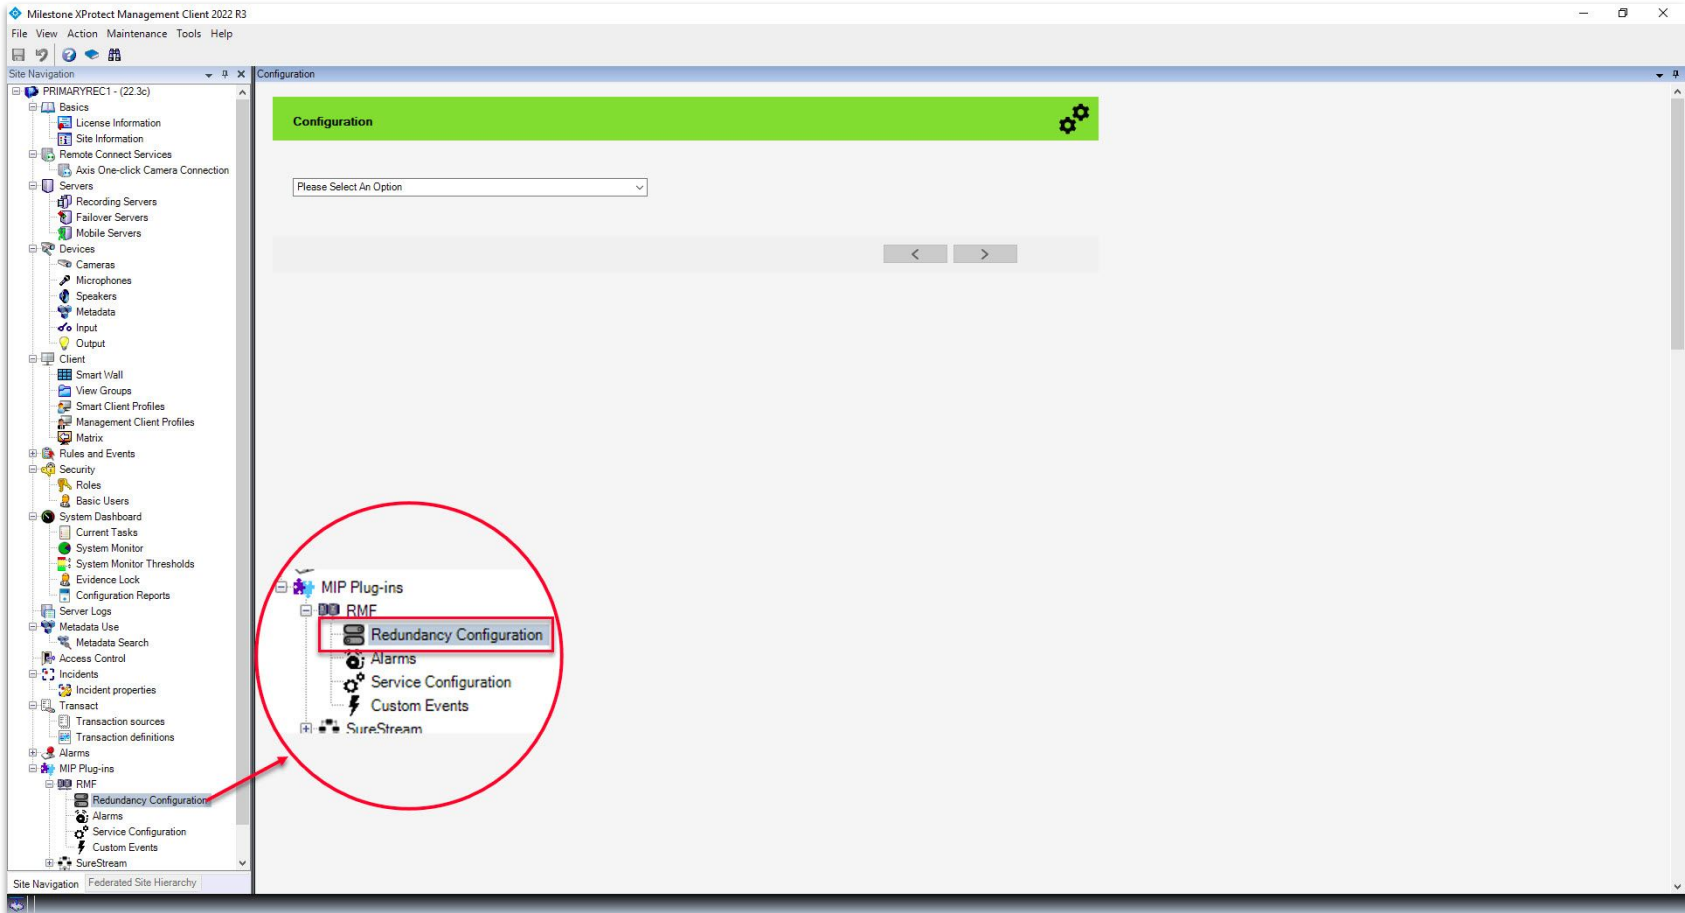 Milestone XProtect Management Client 2022 R3
File View Action Maintenance Tools Help
Site Navigation
PRIMARYREC1 - (22.3c)
Basics
License Information
Site Information
Remote Connect Services
Axis One-click Camera Connection
Servers
Recording Servers
Failover Servers
Mobile Servers
Devices
Cameras
Microphones
Speakers
Metadata
Input
Output
Client
Smart Wall
View Groups
Smart Client Profiles
Management Client Profiles
Matrix
Rules and Events
Security
Roles
Basic Users
System Dashboard
Current Tasks
System Monitor
System Monitor Thresholds
Evidence Lock
Configuration Reports
Server Logs
Metadata Use
Metadata Search
Access Control
Incidents
Incident properties
Transact
Transaction sources
Transaction definitions
Alarms
MIP Plug-ins
RMF
Redundancy Configuration
Alarms
Service Configuration
Custom Events
SureStream
Site Navigation
Federated Site Hierarchy
Configuration
Configuration
Please Select An Option
MIP Plug-ins
RMF
Redundancy Configuration
Alarms
Service Configuration
Custom Events
SureStream